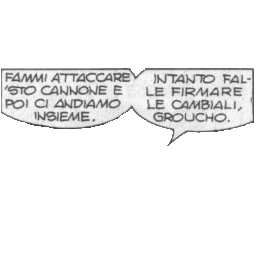 FAMMI ATTACCARE
'STO CANNONE E
POI CI ANDIAMO
INSIEME.
INTANTO FAL-
LE FIRMARE
LE CAMBIALI,
GROUCHO.